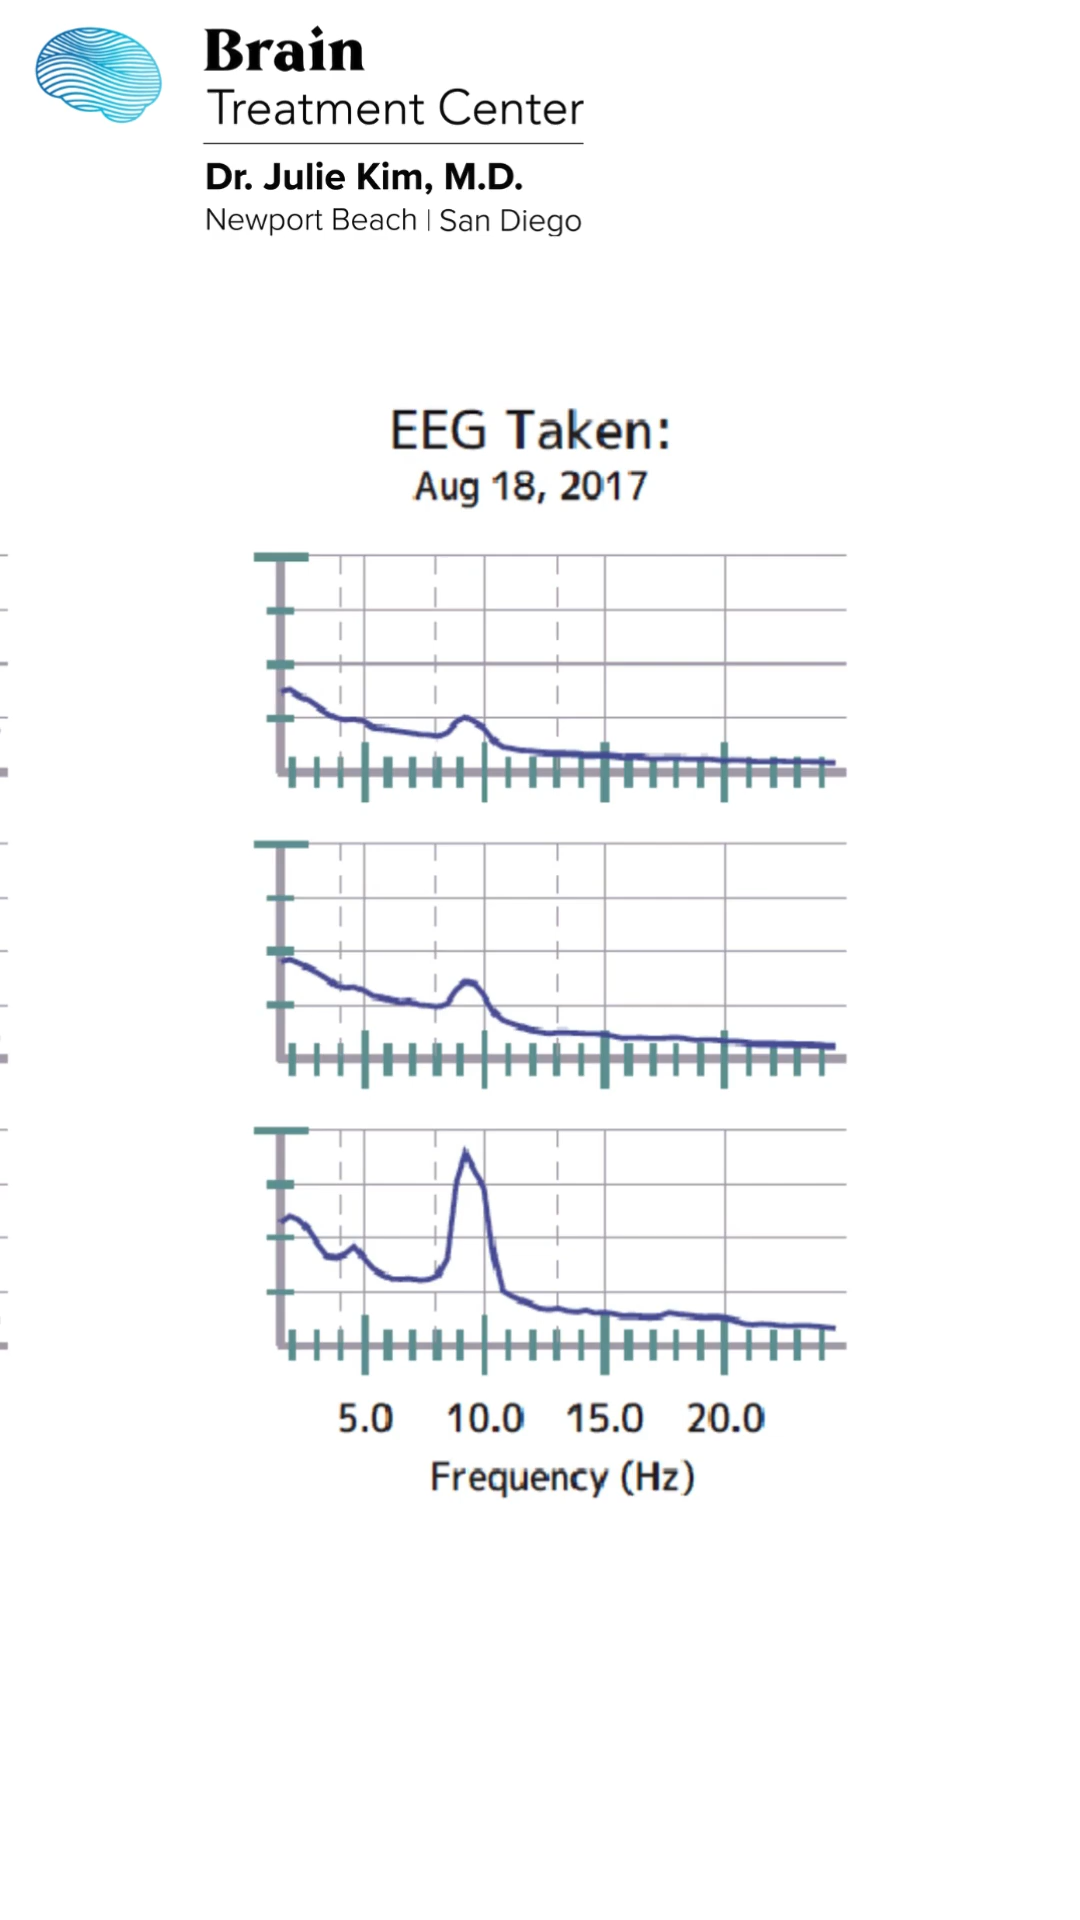 Brain
Treatment Center
Dr. Julie Kim, M.D.
Newport Beach | San Diego
EEG Taken:
Aug 18, 2017
5.0 10.0 15.0 20.0
Frequency (Hz)